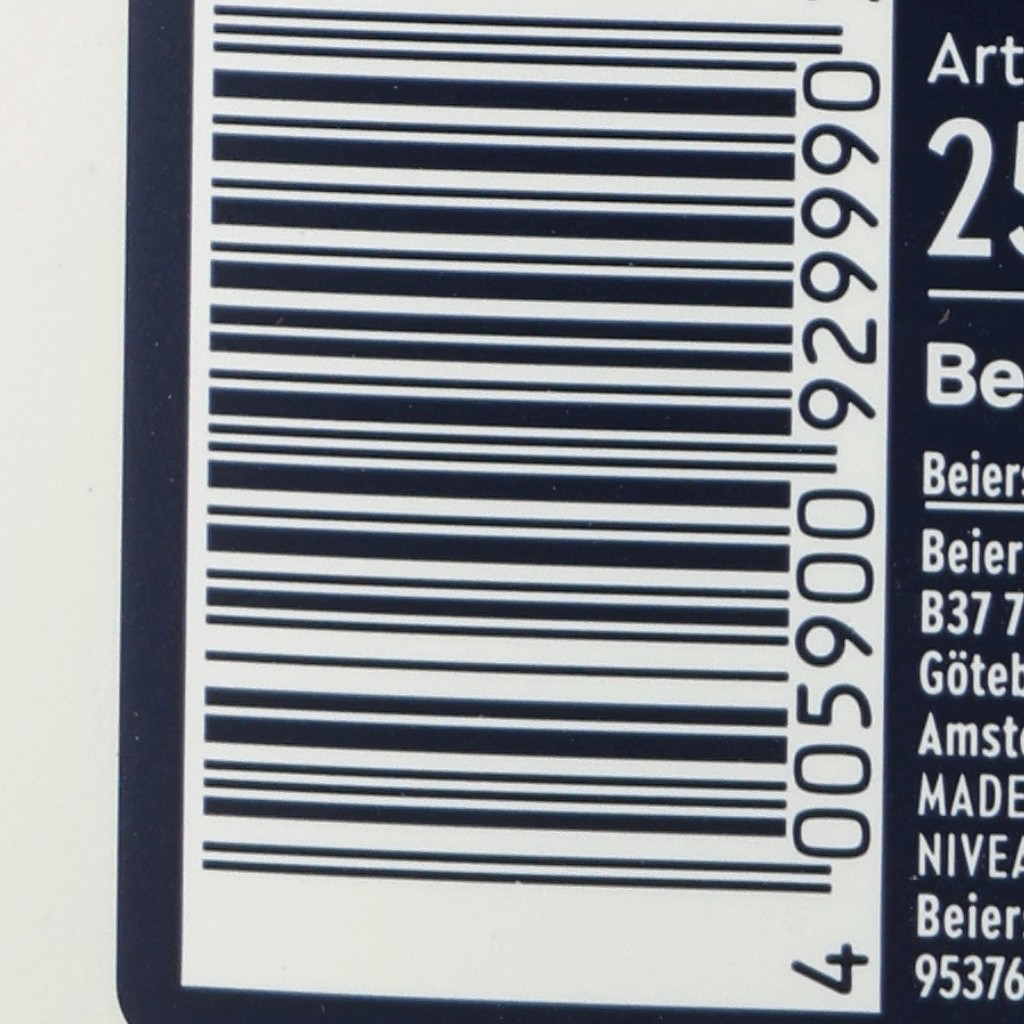 4 005900 929990
Art
25
Be
Beiers
Beier
B37 7
Göteb
Amste
MADE
NIVEA
Beiers
95376